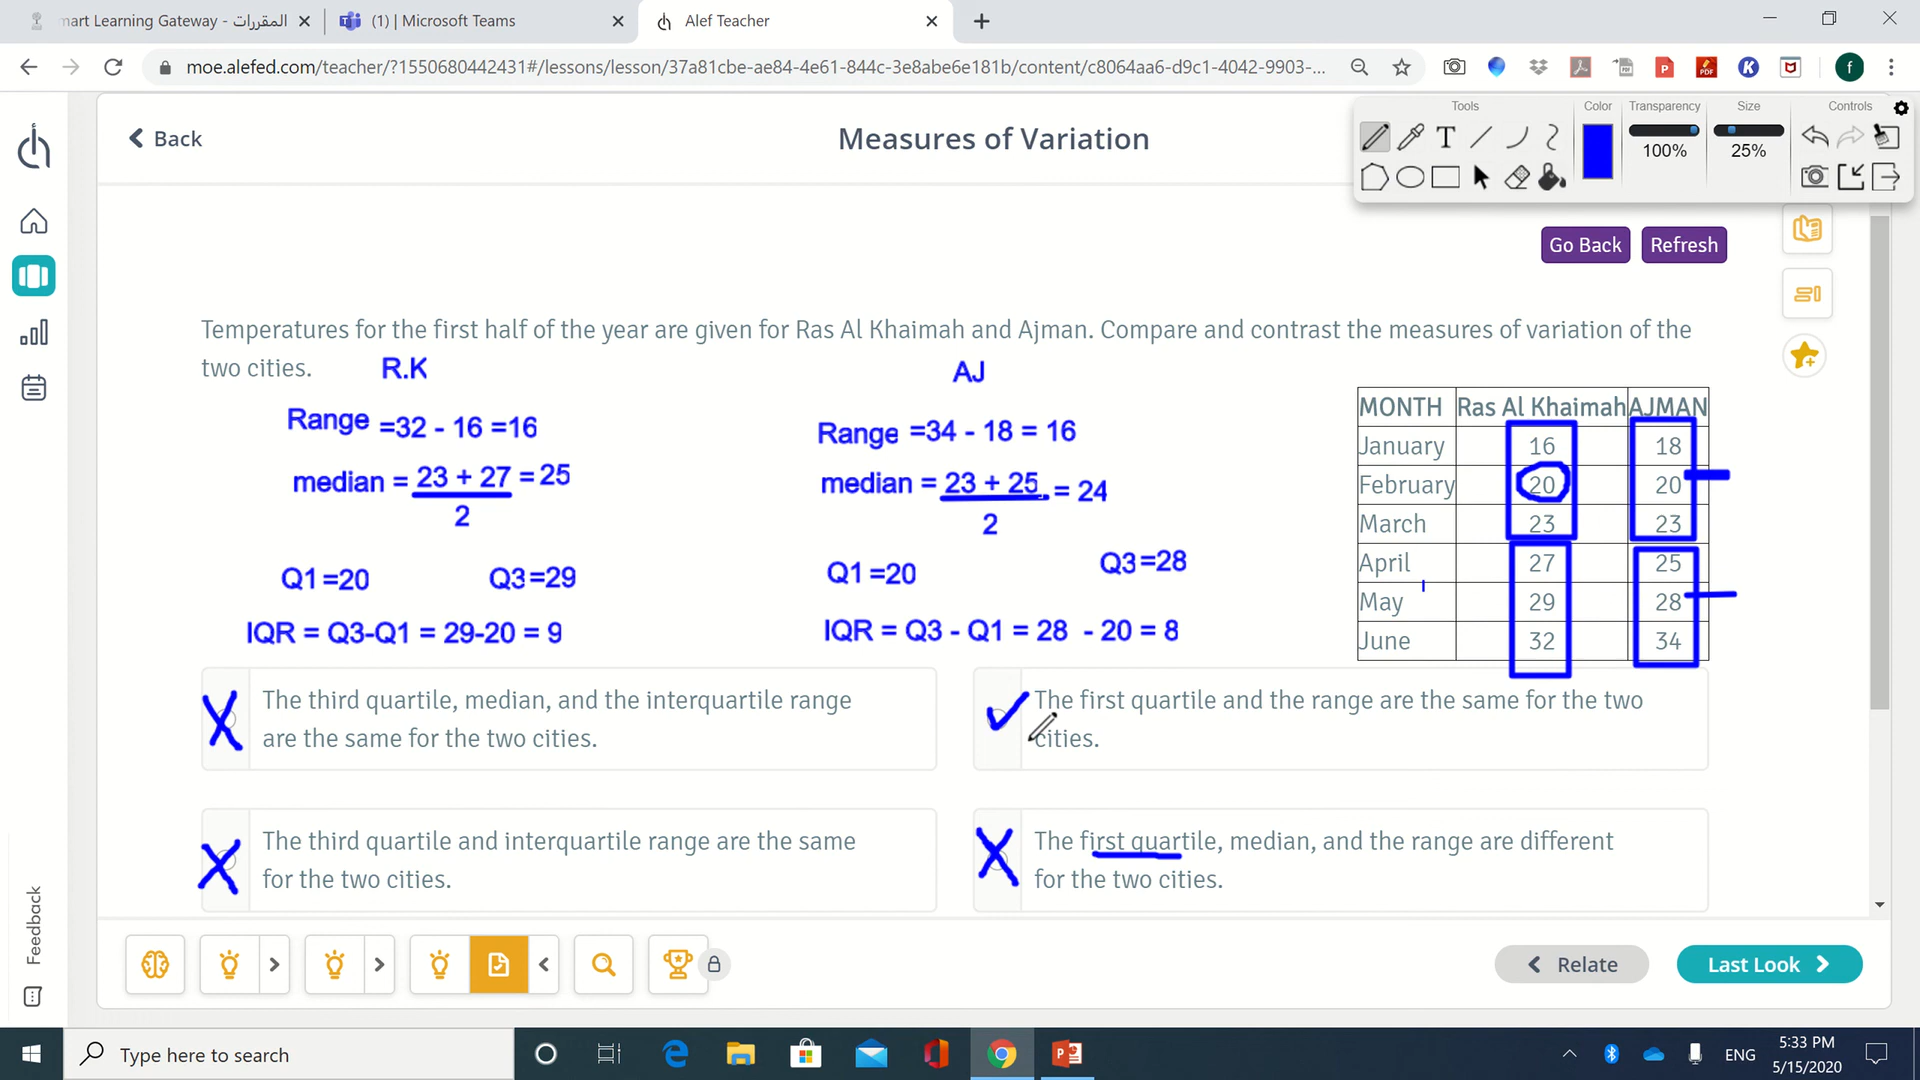 mart Learning Gateway - المقررات
(1) | Microsoft Teams
Alef Teacher
moe.alefed.com/teacher/?1550680442431#/lessons/lesson/37a81cbe-ae84-4e61-844c-3e8abe6e181b/content/c8064aa6-d9c1-4042-9903-...
f
Tools Color Transparency Size Controls
T
100% 25%
Back
Measures of Variation
Go Back Refresh
Temperatures for the first half of the year are given for Ras Al Khaimah and Ajman. Compare and contrast the measures of variation of the
two cities.
R.K
Range =32 - 16 =16
median = 23 + 27 = 25
2
Q1 =20 Q3=29
IQR = Q3-Q1 = 29-20 = 9
AJ
Range =34 - 18 = 16
median = 23 + 25 = 24
2
Q1 =20 Q3=28
IQR = Q3 - Q1 = 28 - 20 = 8
MONTH Ras Al Khaimah AJMAN
January 16 18
February 20 20
March 23 23
April 27 25
May 29 28
June 32 34
The third quartile, median, and the interquartile range
are the same for the two cities.
The first quartile and the range are the same for the two
cities.
The third quartile and interquartile range are the same
for the two cities.
The first quartile, median, and the range are different
for the two cities.
Feedback
Relate
Last Look
Type here to search
ENG
5:33 PM
5/15/2020